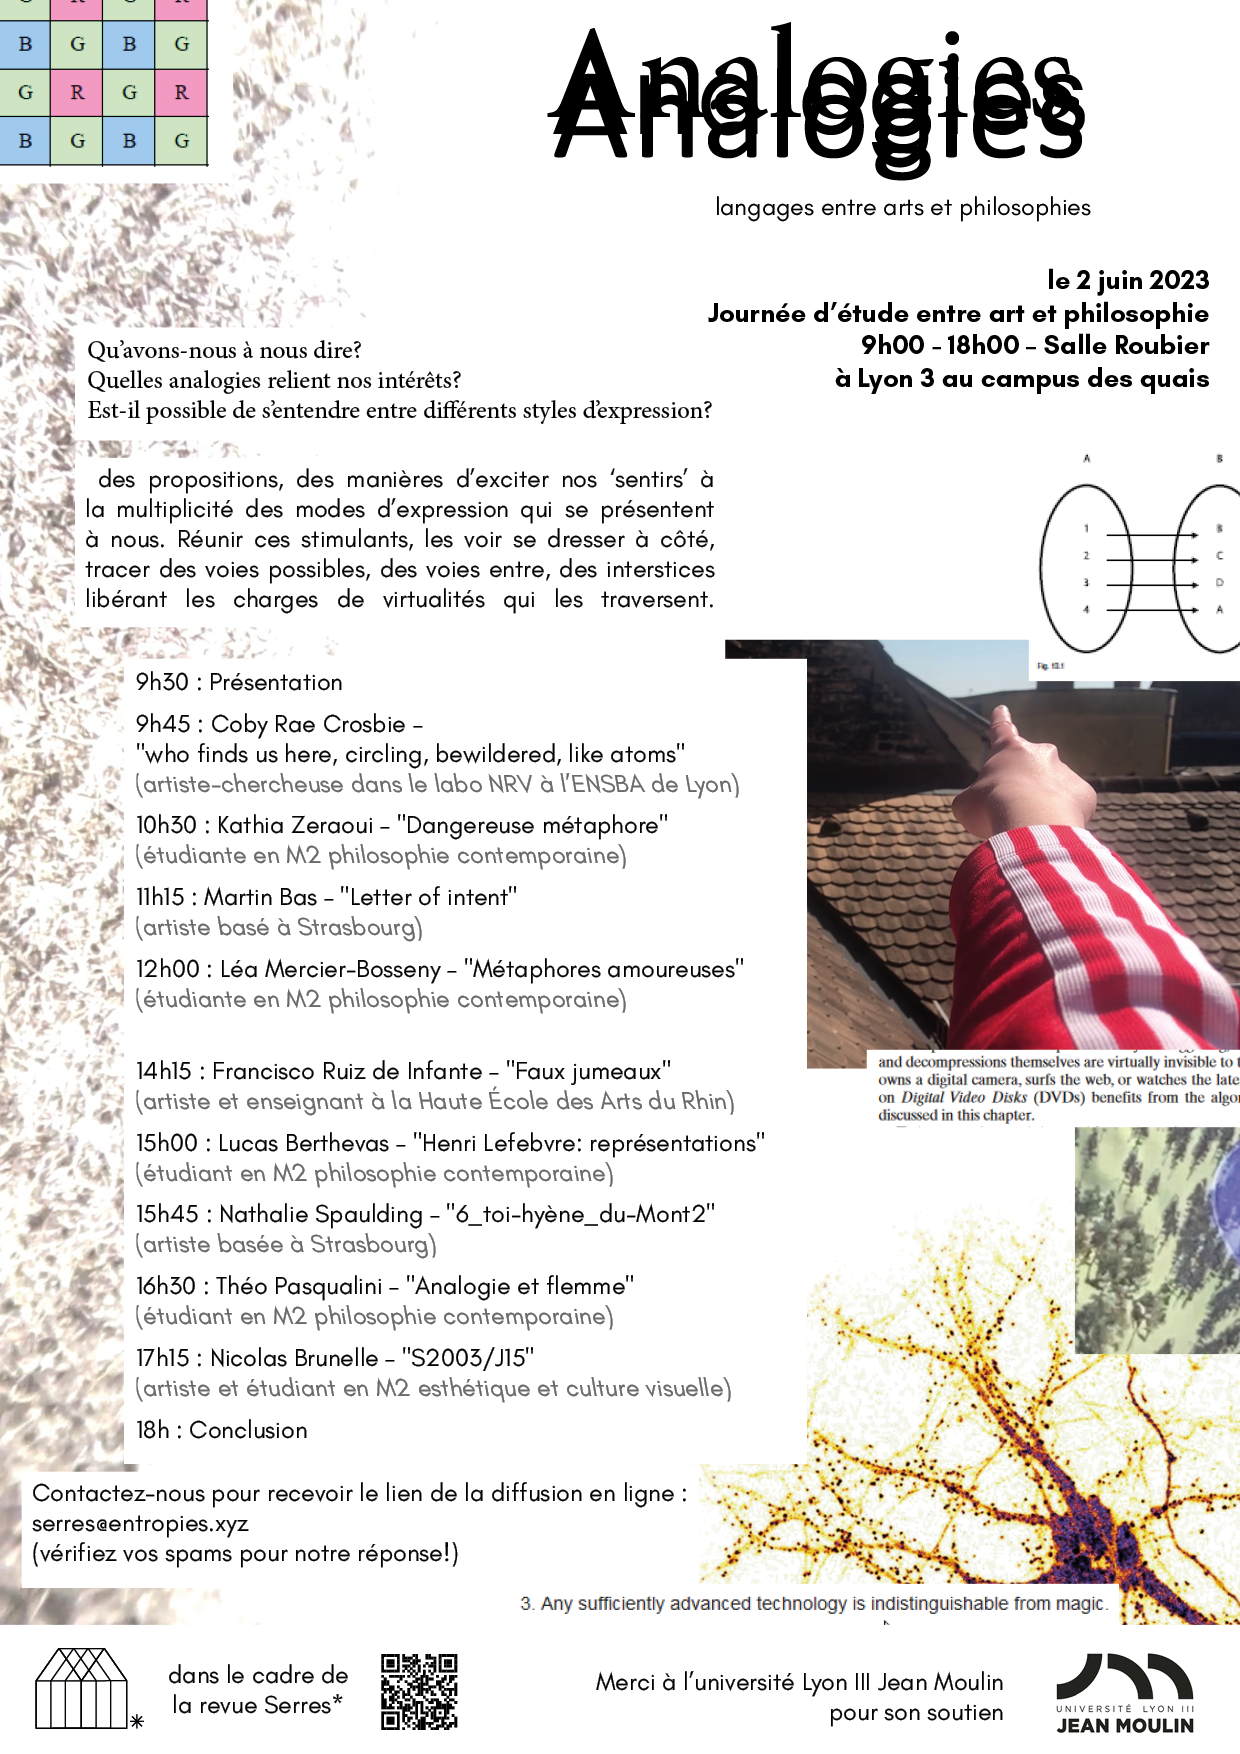 G R G R
B G B G
G R G R
B G B G
Analogies
Analogies
Analogies
langages entre arts et philosophies
le 2 juin 2023
Journée d'étude entre art et philosophie
9h00 - 18h00 – Salle Roubier
à Lyon 3 au campus des quais
Qu'avons-nous à nous dire?
Quelles analogies relient nos intérêts?
Est-il possible de s'entendre entre différents styles d'expression?
des propositions, des manières d'exciter nos 'sentirs' à
la multiplicité des modes d'expression qui se présentent
à nous. Réunir ces stimulants, les voir se dresser à côté,
tracer des voies possibles, des voies entre, des interstices
libérant les charges de virtualités qui les traversent.
A B
1 B
2 C
3 D
4 A
Fig. 13.1
9h30 : Présentation
9h45 : Coby Rae Crosbie –
"who finds us here, circling, bewildered, like atoms"
(artiste-chercheuse dans le labo NRV à l'ENSBA de Lyon)
10h30 : Kathia Zeraoui – "Dangereuse métaphore"
(étudiante en M2 philosophie contemporaine)
11h15 : Martin Bas – "Letter of intent"
(artiste basé à Strasbourg)
12h00 : Léa Mercier-Bosseny – "Métaphores amoureuses"
(étudiante en M2 philosophie contemporaine)
14h15 : Francisco Ruiz de Infante – "Faux jumeaux"
(artiste et enseignant à la Haute École des Arts du Rhin)
15h00 : Lucas Berthevas – "Henri Lefebvre: représentations"
(étudiant en M2 philosophie contemporaine)
15h45 : Nathalie Spaulding – "6_toi-hyène_du-Mont2"
(artiste basée à Strasbourg)
16h30 : Théo Pasqualini – "Analogie et flemme"
(étudiant en M2 philosophie contemporaine)
17h15 : Nicolas Brunelle – "S2003/J15"
(artiste et étudiant en M2 esthétique et culture visuelle)
18h : Conclusion
and decompressions themselves are virtually invisible to
owns a digital camera, surfs the web, or watches the
on Digital Video Disks (DVDs) benefits from the
discussed in this chapter.
Contactez-nous pour recevoir le lien de la diffusion en ligne :
serres@entropies.xyz
(vérifiez vos spams pour notre réponse!)
3. Any sufficiently advanced technology is indistinguishable from magic.
dans le cadre de
la revue Serres*
Merci à l'université Lyon III Jean Moulin
pour son soutien
UNIVERSITÉ LYON III
JEAN MOULIN